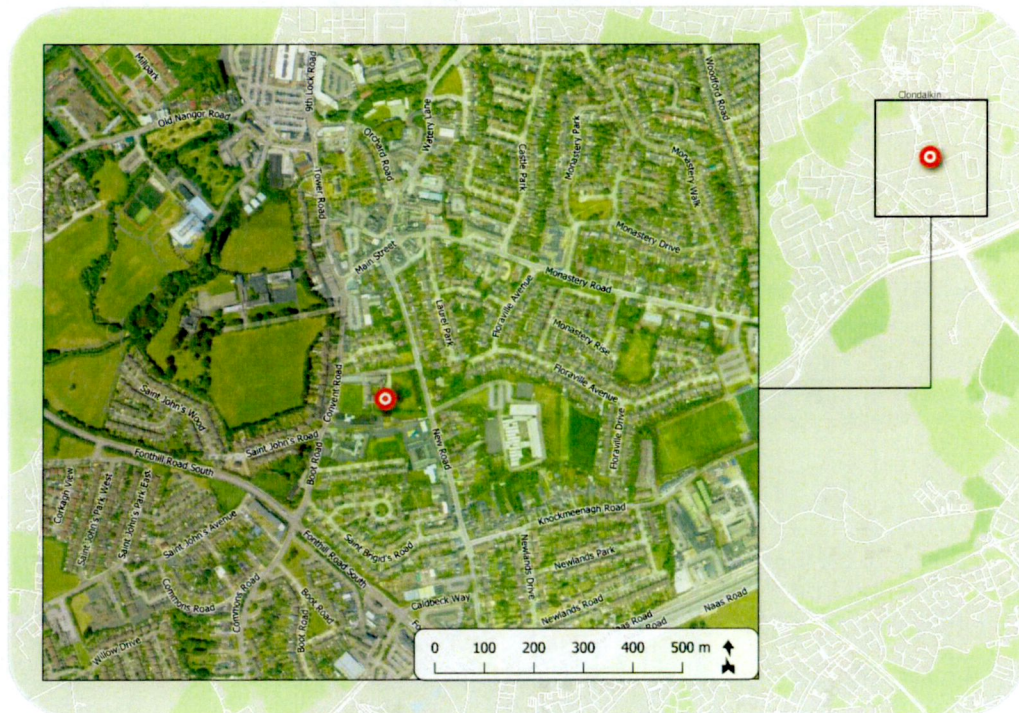 Clondalkin
Millpark
9th Lock Road
Woodford Road
Old Nangor Road
Orchard Road
Watery Lane
Castle Park
Monastery Park
Monastery Walk
Tower Road
Main Street
Monastery Drive
Monastery Road
Laurel Park
Floraville Avenue
Monastery Rise
Floraville Avenue
Saint John's Wood
Convent Road
Floraville Drive
Saint John's Road
New Road
Fonthill Road South
Boot Road
Corkagh View
Saint John's Park West
Saint John's Park East
Saint John's Avenue
Knockmeenagh Road
Saint Brigid's Road
Fonthill Road South
Newlands Drive
Newlands Park
Commons Road
Commons Road
Boot Road
Boot Road
Caldbeck Way
Newlands Road
Naas Road
Naas Road
Road
Willow Drive
0 100 200 300 400 500 m